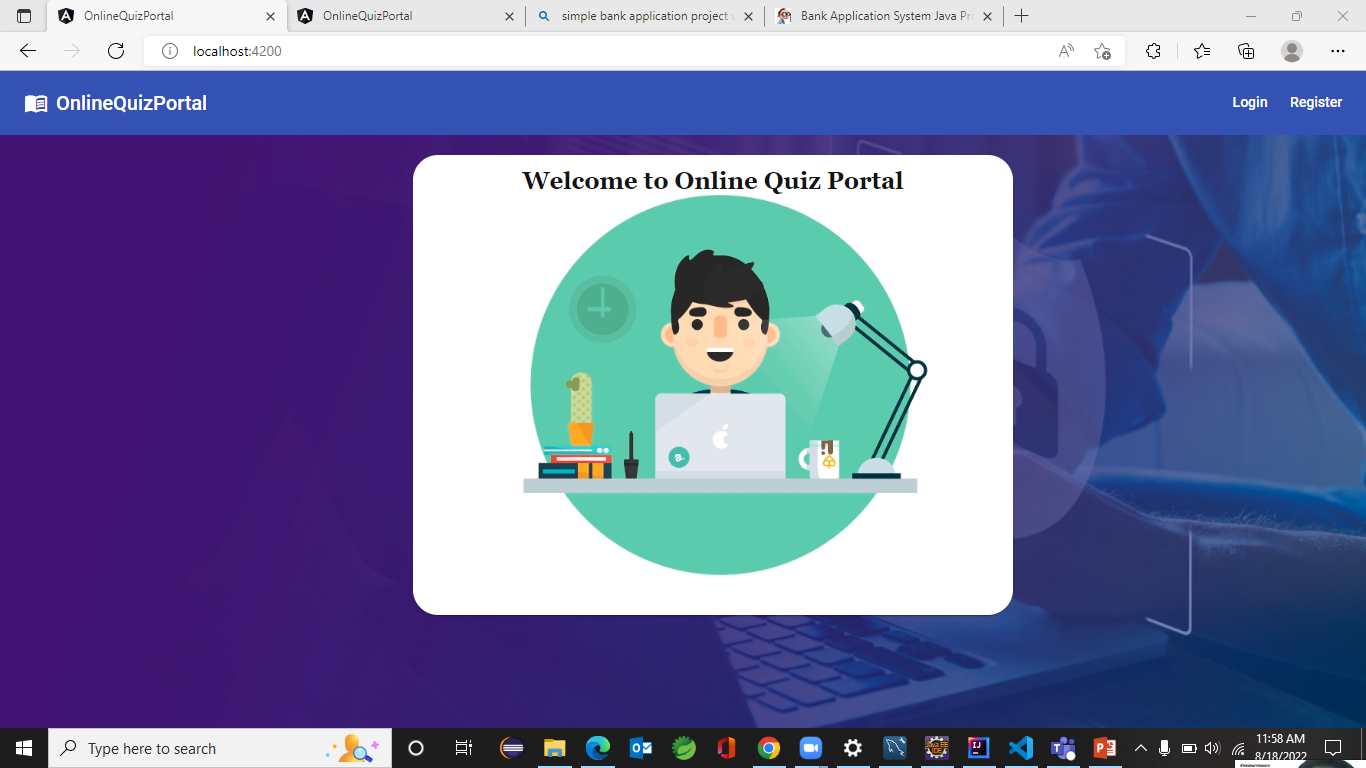 OnlineQuizPortal
OnlineQuizPortal
simple bank application project
Bank Application System Java Pr
localhost:4200
OnlineQuizPortal
Login
Register
Welcome to Online Quiz Portal
a.
Type here to search
11:58 AM
8/18/2022